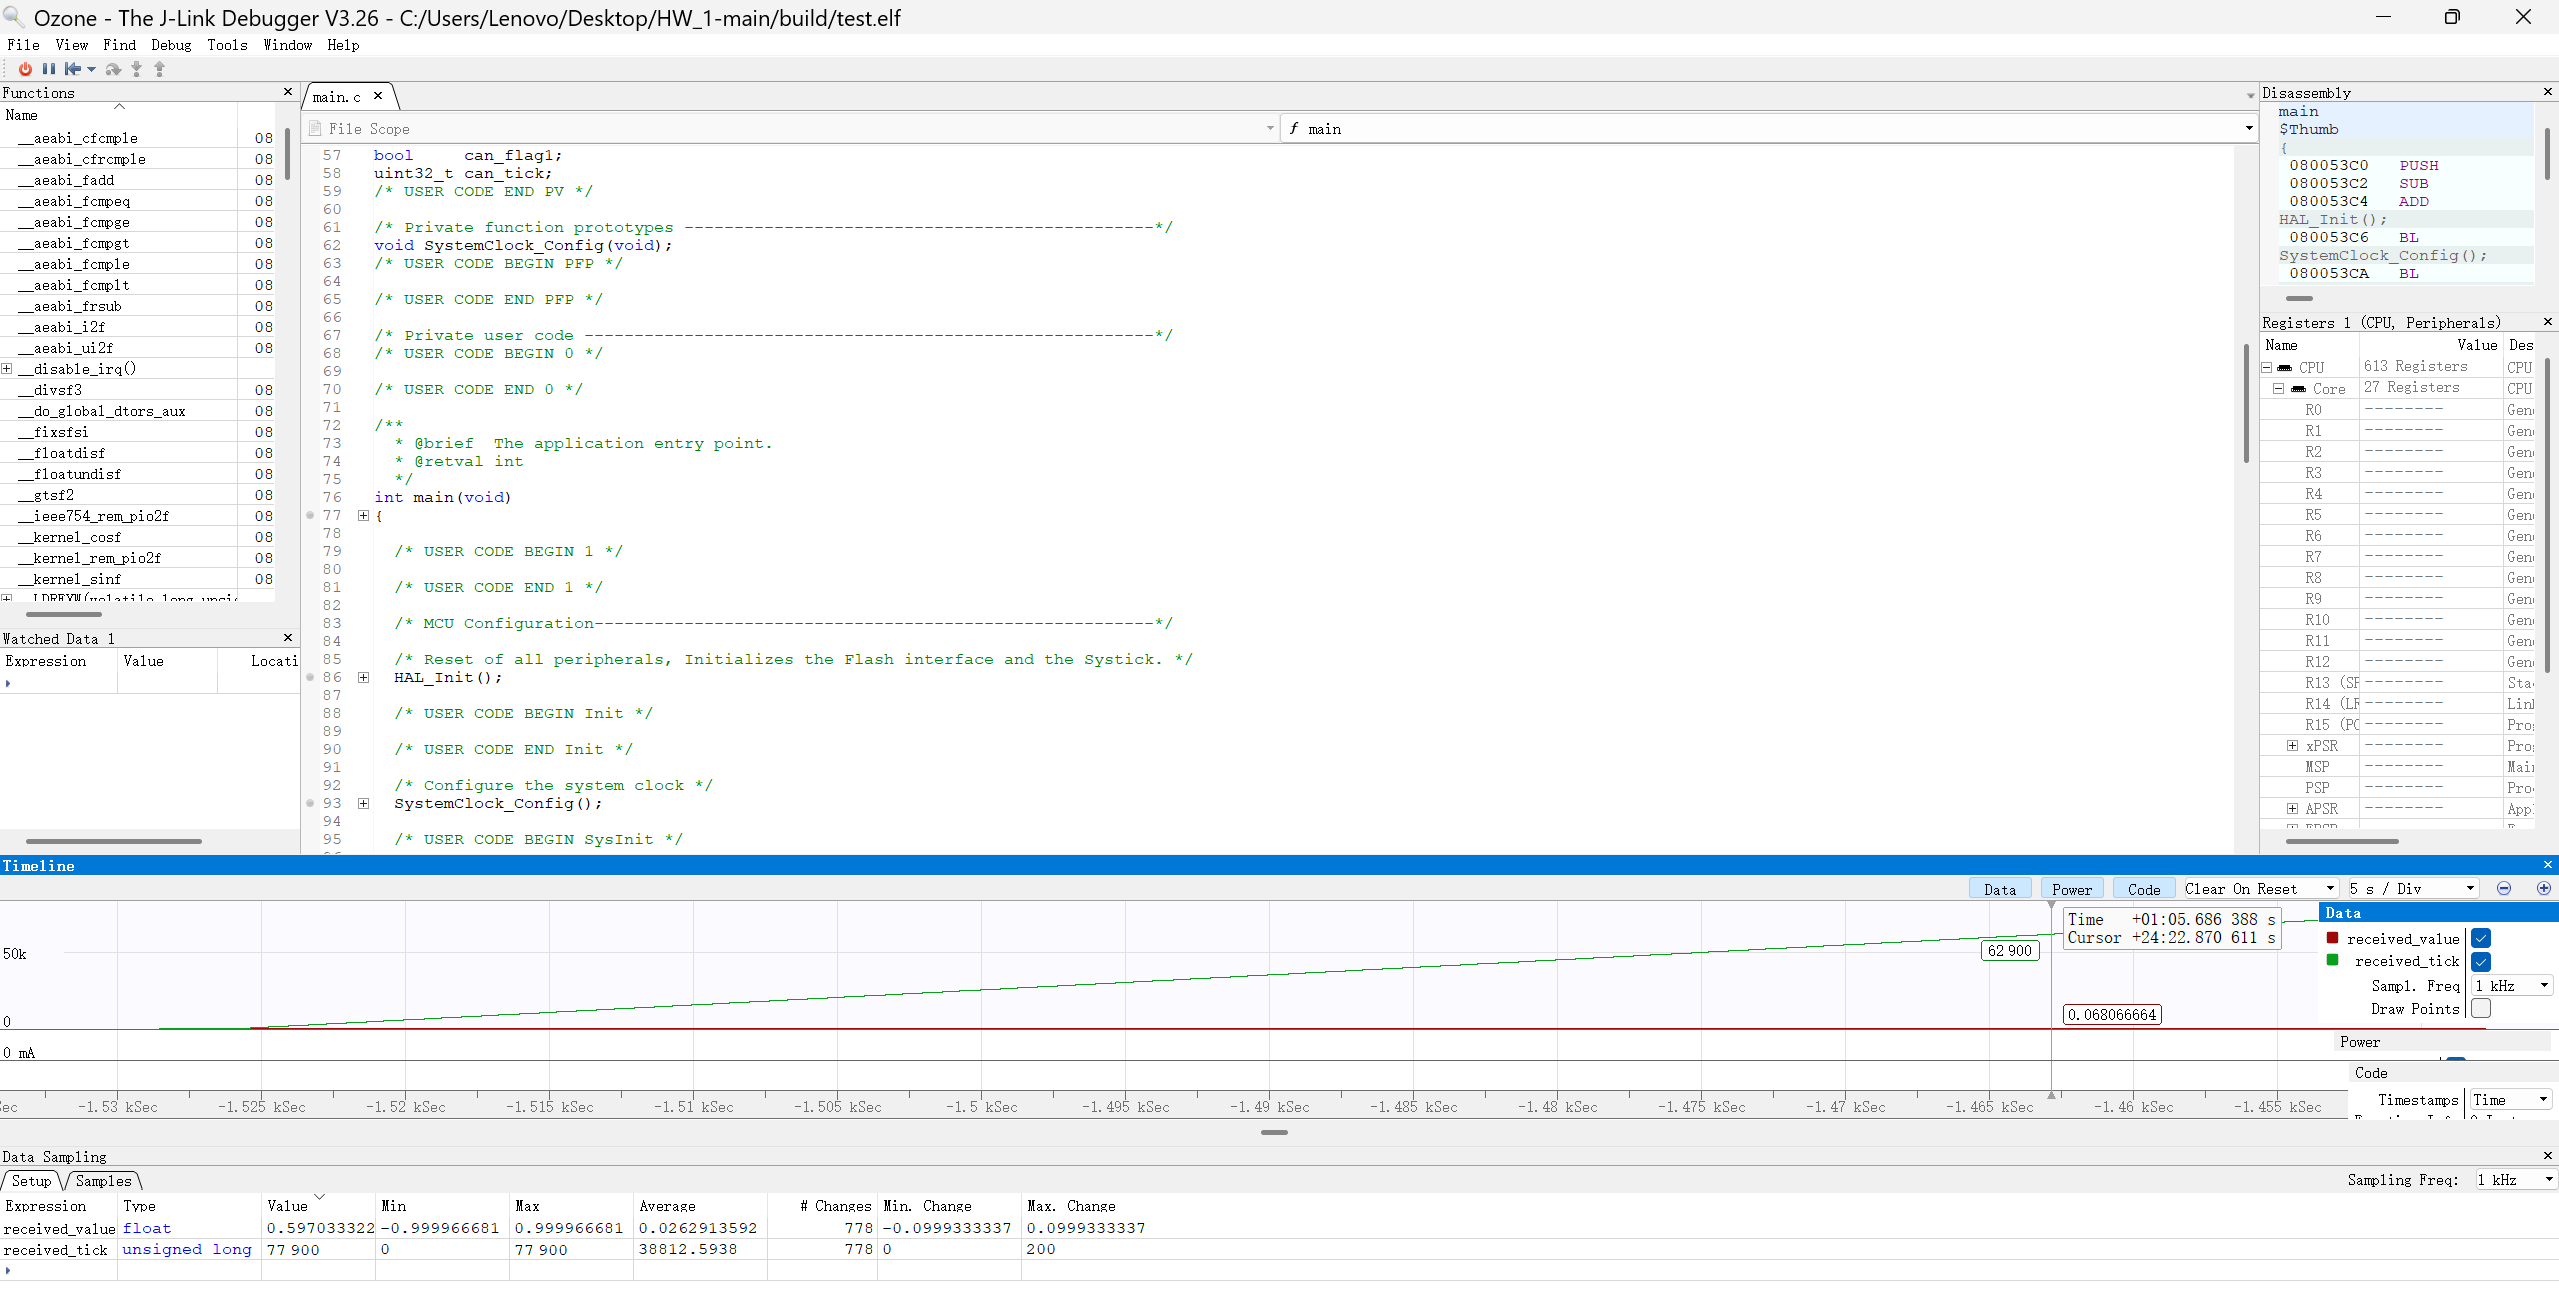 Ozone - The J-Link Debugger V3.26 - C:/Users/Lenovo/Desktop/HW_1-main/build/test.elf
File View Find Debug Tools Window Help
Functions
Name
__aeabi_cfcmple 08
__aeabi_cfrcmple 08
__aeabi_fadd 08
__aeabi_fcmpeq 08
__aeabi_fcmpge 08
__aeabi_fcmpgt 08
__aeabi_fcmple 08
__aeabi_fcmplt 08
__aeabi_frsub 08
__aeabi_i2f 08
__aeabi_ui2f 08
__disable_irq()
__divsf3 08
__do_global_dtors_aux 08
__fixsfsi 08
__floatdisf 08
__floatundisf 08
__gtsf2 08
__ieee754_rem_pio2f 08
__kernel_cosf 08
__kernel_rem_pio2f 08
__kernel_sinf 08
Watched Data 1
Expression Value Locati
main.c
File Scope
f main
57 bool can_flag1;
58 uint32_t can_tick;
59 /* USER CODE END PV */
60
61 /* Private function prototypes -----------------------------------------------*/
62 void SystemClock_Config(void);
63 /* USER CODE BEGIN PFP */
64
65 /* USER CODE END PFP */
66
67 /* Private user code ---------------------------------------------------------*/
68 /* USER CODE BEGIN 0 */
69
70 /* USER CODE END 0 */
71
72 /**
73 * @brief The application entry point.
74 * @retval int
75 */
76 int main(void)
77 {
78
79 /* USER CODE BEGIN 1 */
80
81 /* USER CODE END 1 */
82
83 /* MCU Configuration--------------------------------------------------------*/
84
85 /* Reset of all peripherals, Initializes the Flash interface and the Systick. */
86 HAL_Init();
87
88 /* USER CODE BEGIN Init */
89
90 /* USER CODE END Init */
91
92 /* Configure the system clock */
93 SystemClock_Config();
94
95 /* USER CODE BEGIN SysInit */
Disassembly
main
$Thumb
{
080053C0 PUSH
080053C2 SUB
080053C4 ADD
HAL_Init();
080053C6 BL
SystemClock_Config();
080053CA BL
Registers 1 (CPU, Peripherals)
Name Value Des
CPU 613 Registers CPU
Core 27 Registers CPU
R0 -------- Gen
R1 -------- Gen
R2 -------- Gen
R3 -------- Gen
R4 -------- Gen
R5 -------- Gen
R6 -------- Gen
R7 -------- Gen
R8 -------- Gen
R9 -------- Gen
R10 -------- Gen
R11 -------- Gen
R12 -------- Gen
R13 (SP -------- Sta
R14 (LR -------- Lin
R15 (PC -------- Pro
xPSR -------- Pro
MSP -------- Mai
PSP -------- Pro
APSR -------- App
Timeline
Data Power Code Clear On Reset 5 s / Div
Time +01:05.686 388 s
Cursor +24:22.870 611 s
50k
62 900
0
0.068066664
0 mA
Data
received_value
received_tick
Sampl. Freq 1 kHz
Draw Points
Power
Code
Timestamps Time
ec -1.53 kSec -1.525 kSec -1.52 kSec -1.515 kSec -1.51 kSec -1.505 kSec -1.5 kSec -1.495 kSec -1.49 kSec -1.485 kSec -1.48 kSec -1.475 kSec -1.47 kSec -1.465 kSec -1.46 kSec -1.455 kSec
Data Sampling
Setup Samples
Sampling Freq: 1 kHz
Expression Type Value Min Max Average # Changes Min. Change Max. Change
received_value float 0.597033322 -0.999966681 0.999966681 0.0262913592 778 -0.0999333337 0.0999333337
received_tick unsigned long 77 900 0 77 900 38812.5938 778 0 200